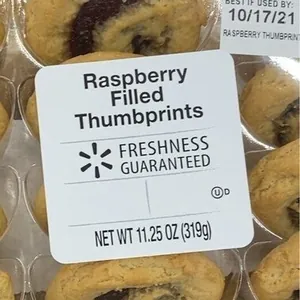 BEST IF USED BY:
10/17/21
RASPBERRY THUMBPRINT
Raspberry
Filled
Thumbprints
FRESHNESS
GUARANTEED
U D
NET WT 11.25 OZ (319g)